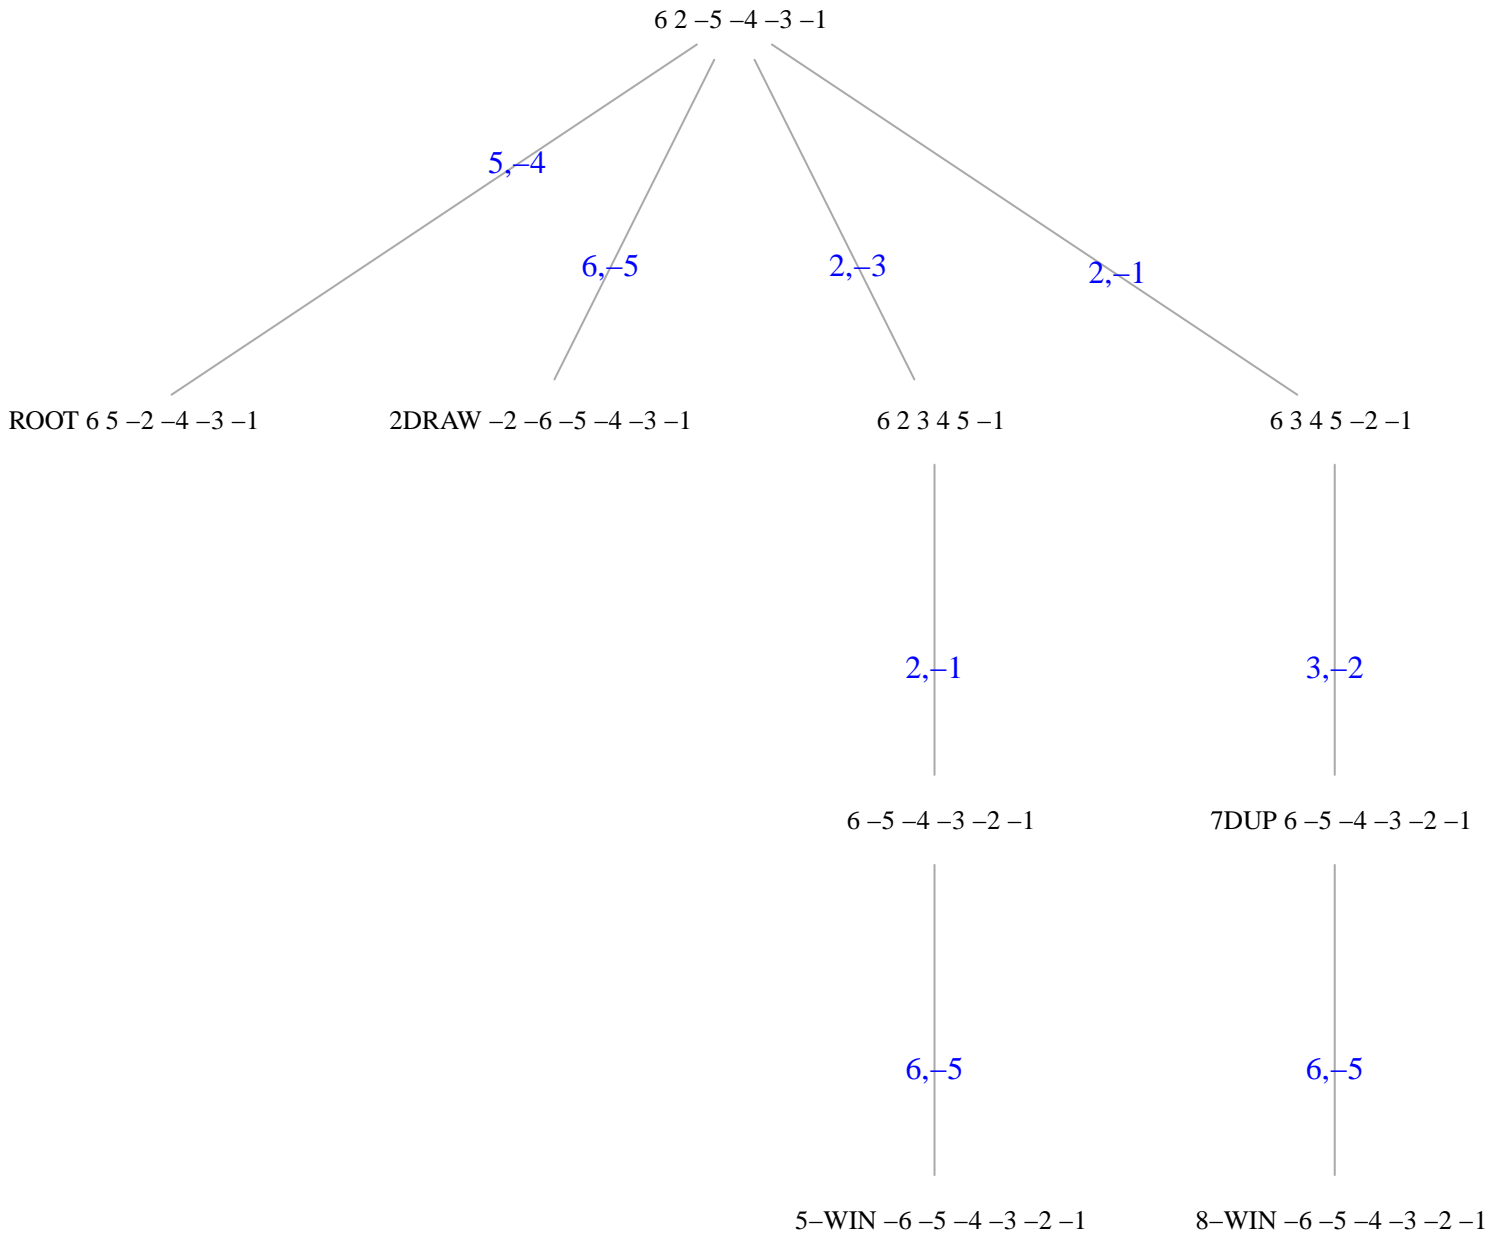 6 2 –5 –4 –3 –1
5,–4
6,–5
2,–3
2,–1
ROOT 6 5 –2 –4 –3 –1
2DRAW –2 –6 –5 –4 –3 –1
6 2 3 4 5 –1
6 3 4 5 –2 –1
2,–1
3,–2
6 –5 –4 –3 –2 –1
7DUP 6 –5 –4 –3 –2 –1
6,–5
6,–5
5–WIN –6 –5 –4 –3 –2 –1
8–WIN –6 –5 –4 –3 –2 –1